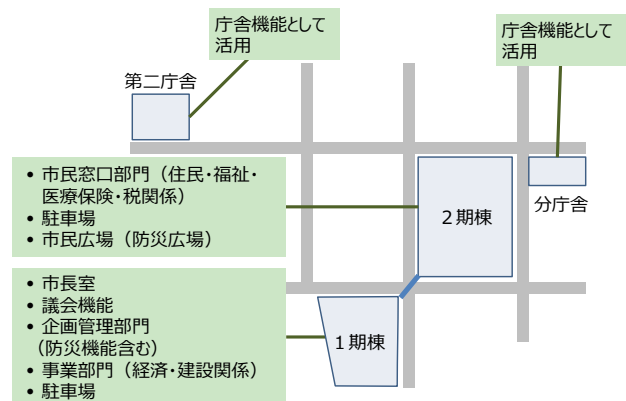 庁舎機能として
活用
庁舎機能として
活用
第二庁舎
• 市民窓口部門（住民・福祉・
医療保険・税関係）
• 駐車場
• 市民広場（防災広場）
２期棟
分庁舎
• 市長室
• 議会機能
• 企画管理部門
（防災機能含む）
• 事業部門（経済・建設関係）
• 駐車場
１期棟